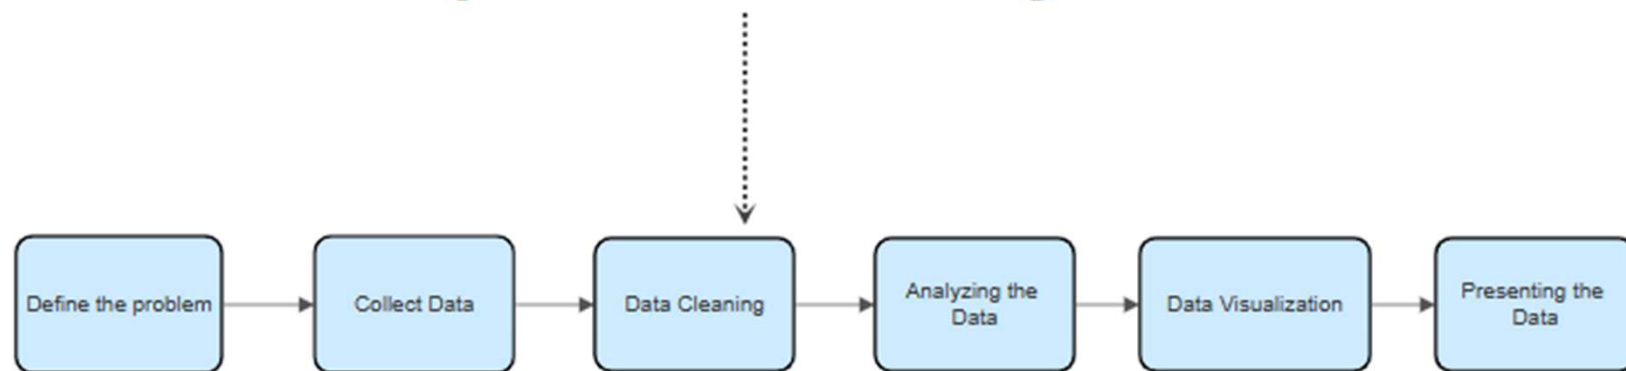 Define the problem
Collect Data
Data Cleaning
Analyzing the
Data
Data Visualization
Presenting the
Data